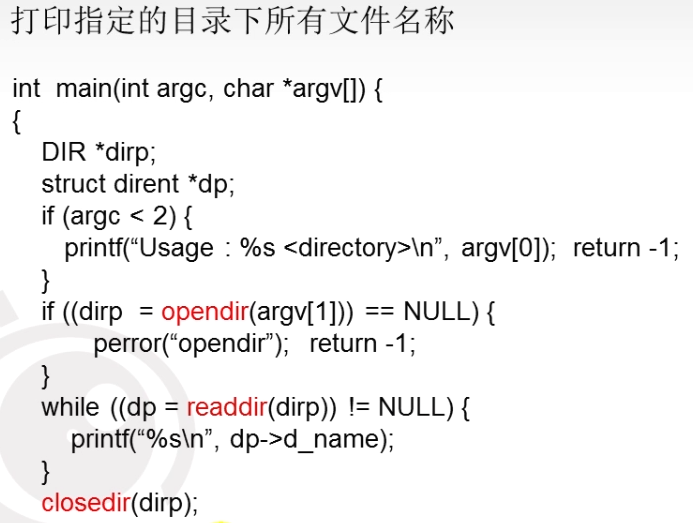 打印指定的目录下所有文件名称
int main(int argc, char *argv[]) {
{
DIR *dirp;
struct dirent *dp;
if (argc < 2) {
printf(“Usage : %s <directory>\n”, argv[0]); return -1;
}
if ((dirp = opendir(argv[1])) == NULL) {
perror(“opendir”); return -1;
}
while ((dp = readdir(dirp)) != NULL) {
printf(“%s\n”, dp->d_name);
}
closedir(dirp);